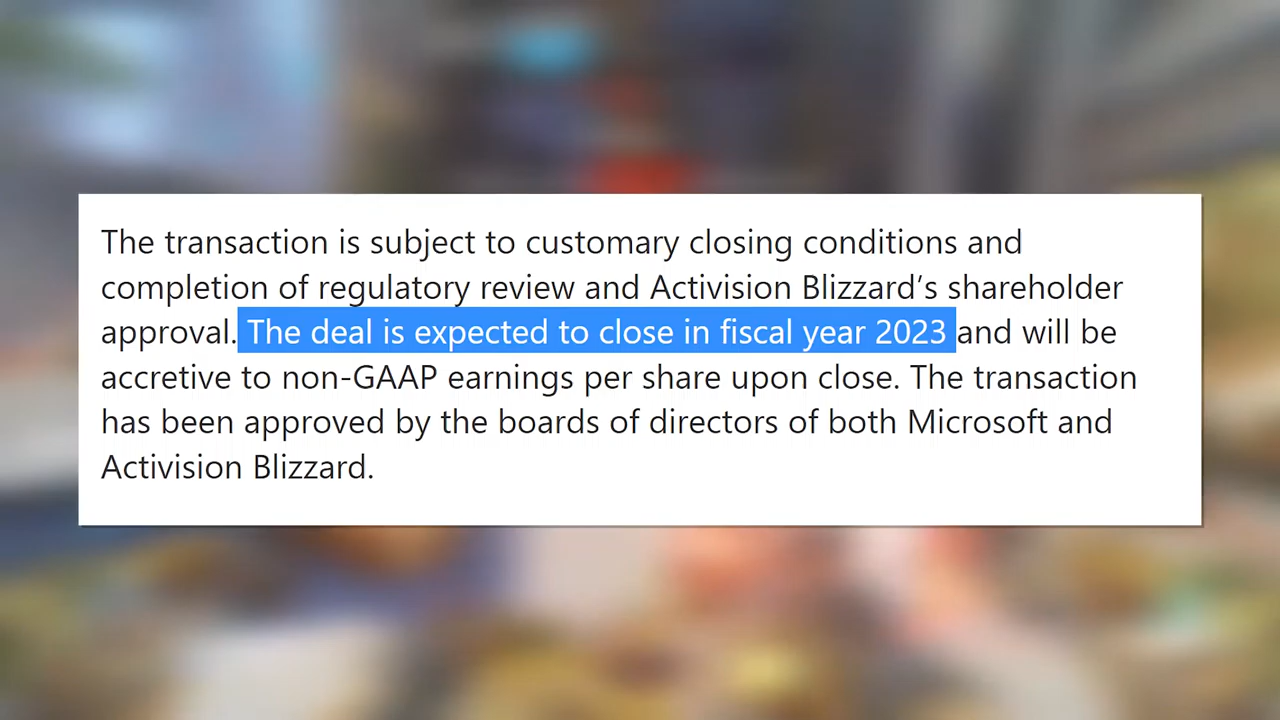 The transaction is subject to customary closing conditions and
completion of regulatory review and Activision Blizzard’s shareholder
approval. The deal is expected to close in fiscal year 2023 and will be
accretive to non-GAAP earnings per share upon close. The transaction
has been approved by the boards of directors of both Microsoft and
Activision Blizzard.